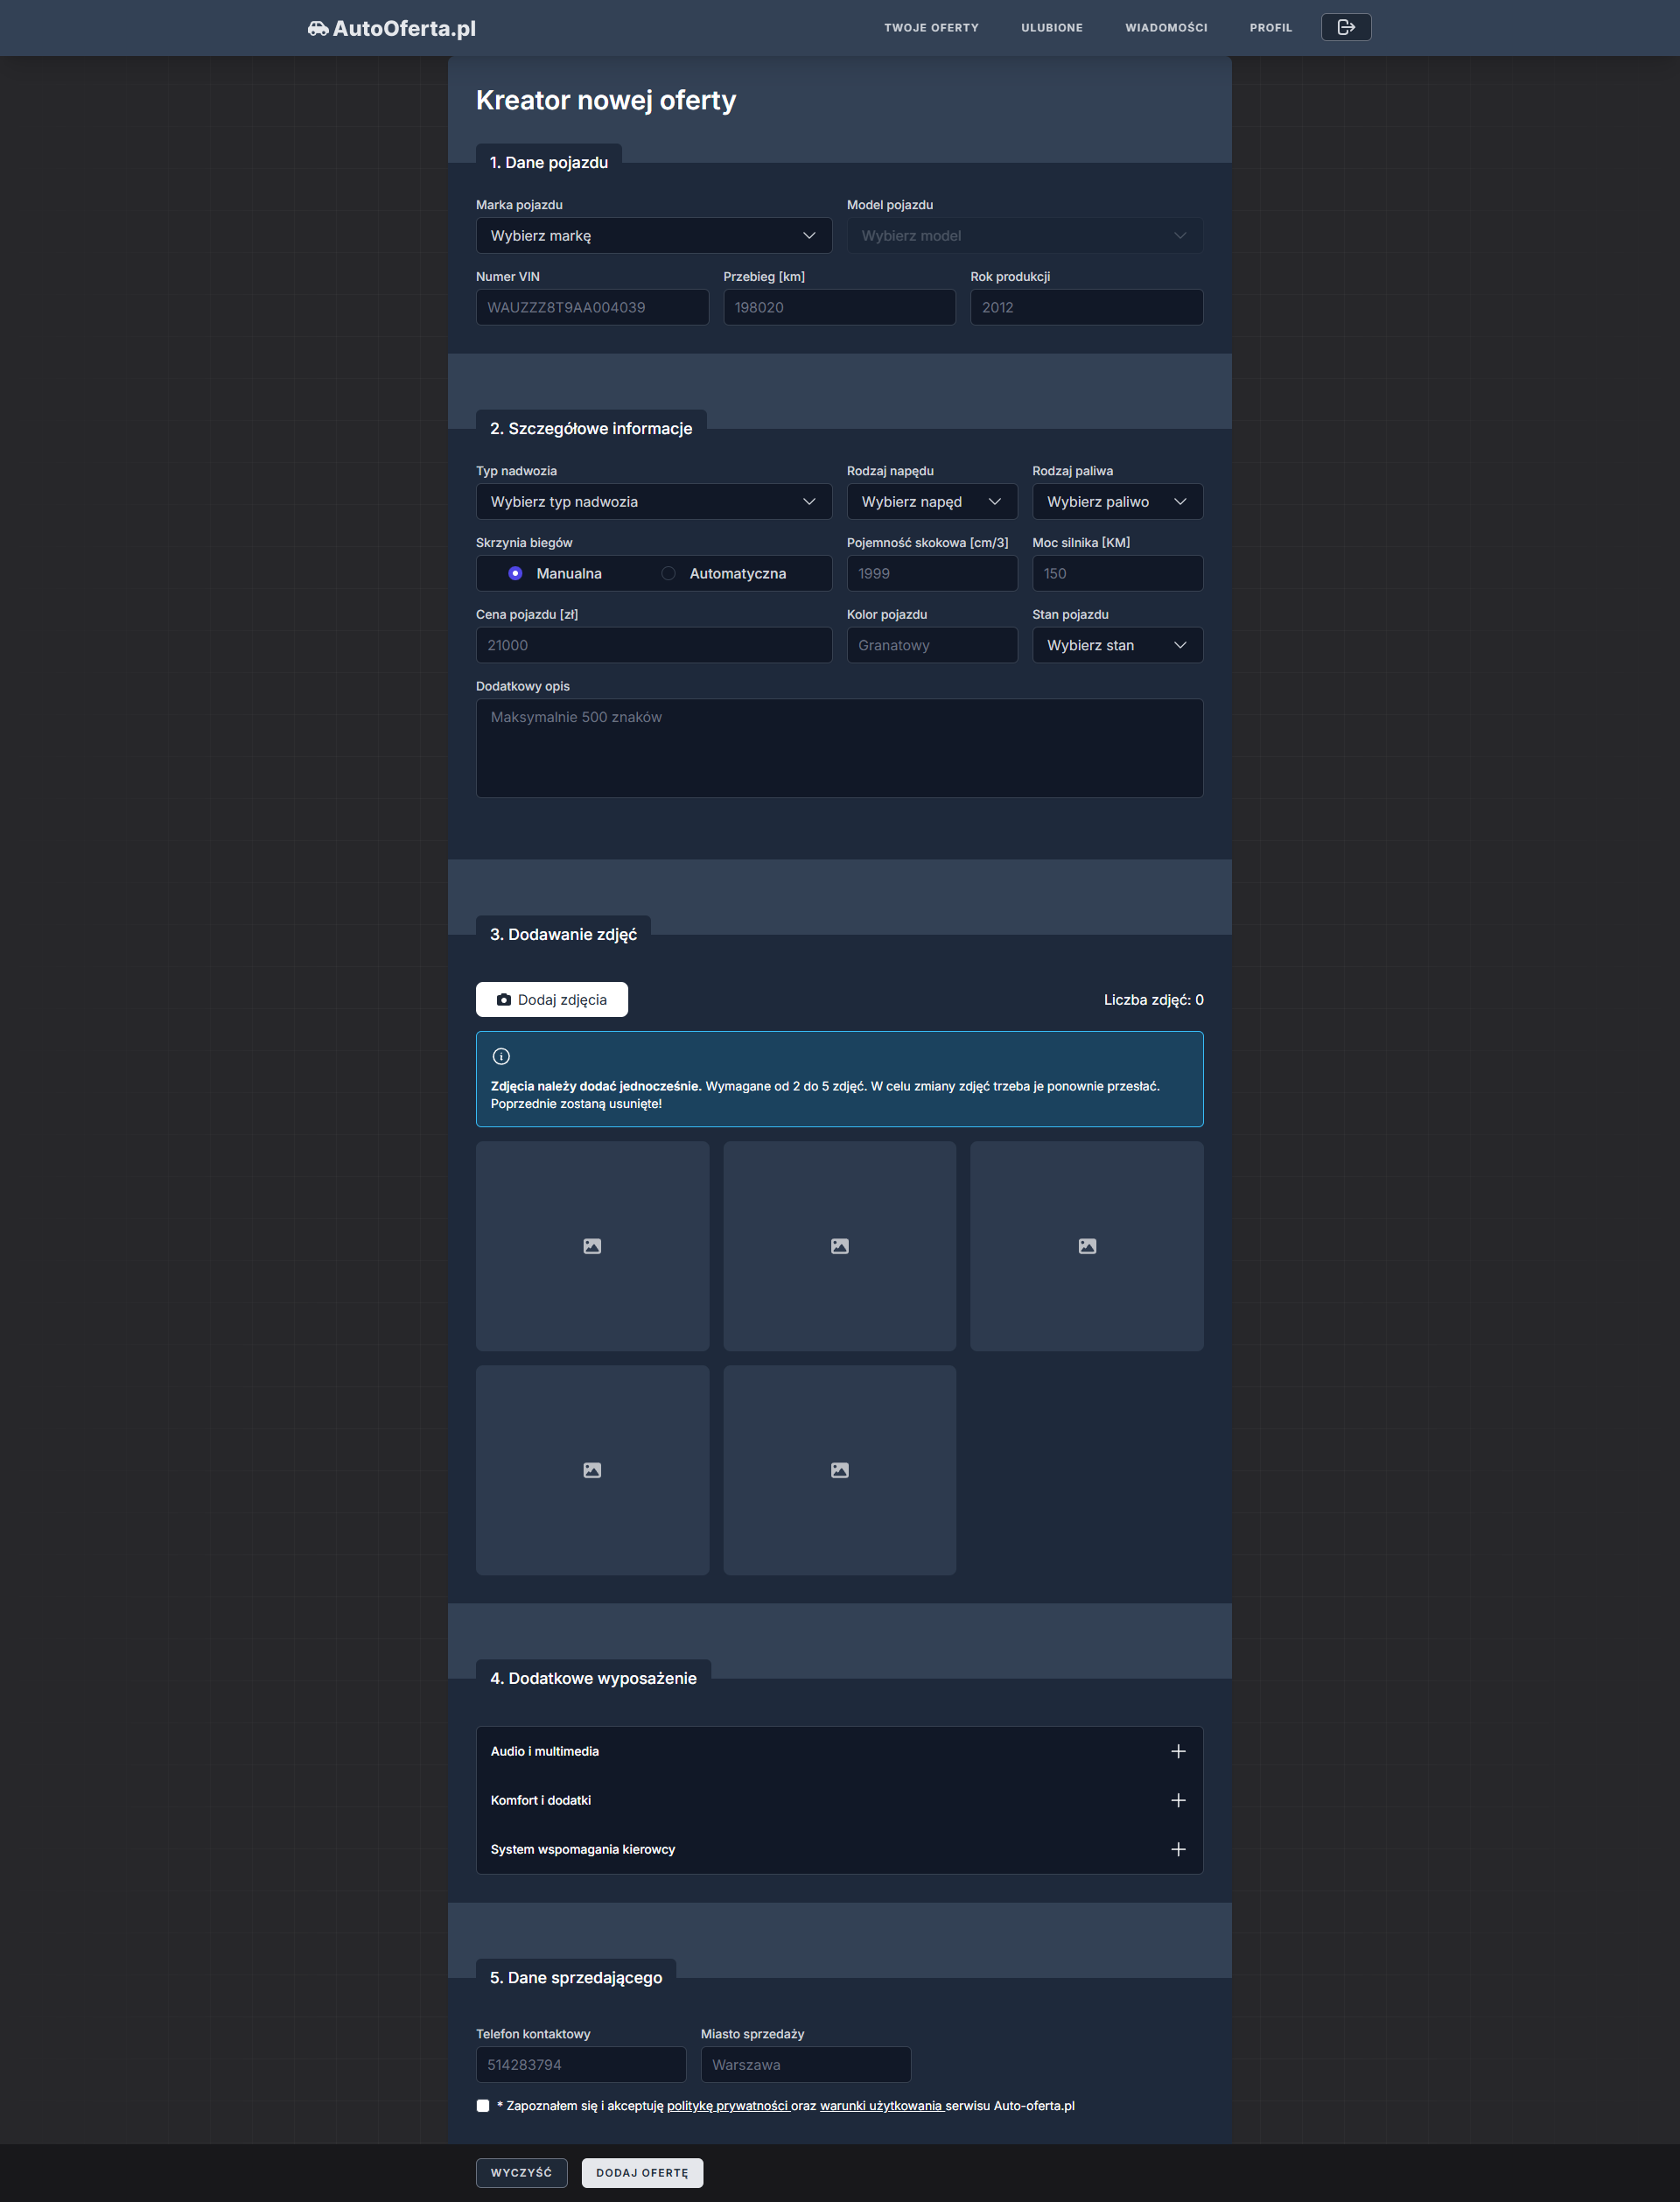 AutoOferta.pl
TWOJE OFERTY
ULUBIONE
WIADOMOŚCI
PROFIL
Kreator nowej oferty
1. Dane pojazdu
Marka pojazdu
Model pojazdu
Wybierz markę
Wybierz model
Numer VIN
Przebieg [km]
Rok produkcji
WAUZZZ8T9AA004039
198020
2012
2. Szczegółowe informacje
Typ nadwozia
Rodzaj napędu
Rodzaj paliwa
Wybierz typ nadwozia
Wybierz napęd
Wybierz paliwo
Skrzynia biegów
Pojemność skokowa [cm/3]
Moc silnika [KM]
Manualna
Automatyczna
1999
150
Cena pojazdu [zł]
Kolor pojazdu
Stan pojazdu
21000
Granatowy
Wybierz stan
Dodatkowy opis
Maksymalnie 500 znaków
3. Dodawanie zdjęć
Dodaj zdjęcia
Liczba zdjęć: 0
Zdjęcia należy dodać jednocześnie. Wymagane od 2 do 5 zdjęć. W celu zmiany zdjęć trzeba je ponownie przesłać.
Poprzednie zostaną usunięte!
4. Dodatkowe wyposażenie
Audio i multimedia
Komfort i dodatki
System wspomagania kierowcy
5. Dane sprzedającego
Telefon kontaktowy
Miasto sprzedaży
514283794
Warszawa
* Zapoznałem się i akceptuję politykę prywatności oraz warunki użytkowania serwisu Auto-oferta.pl
WYCZYŚĆ
DODAJ OFERTĘ